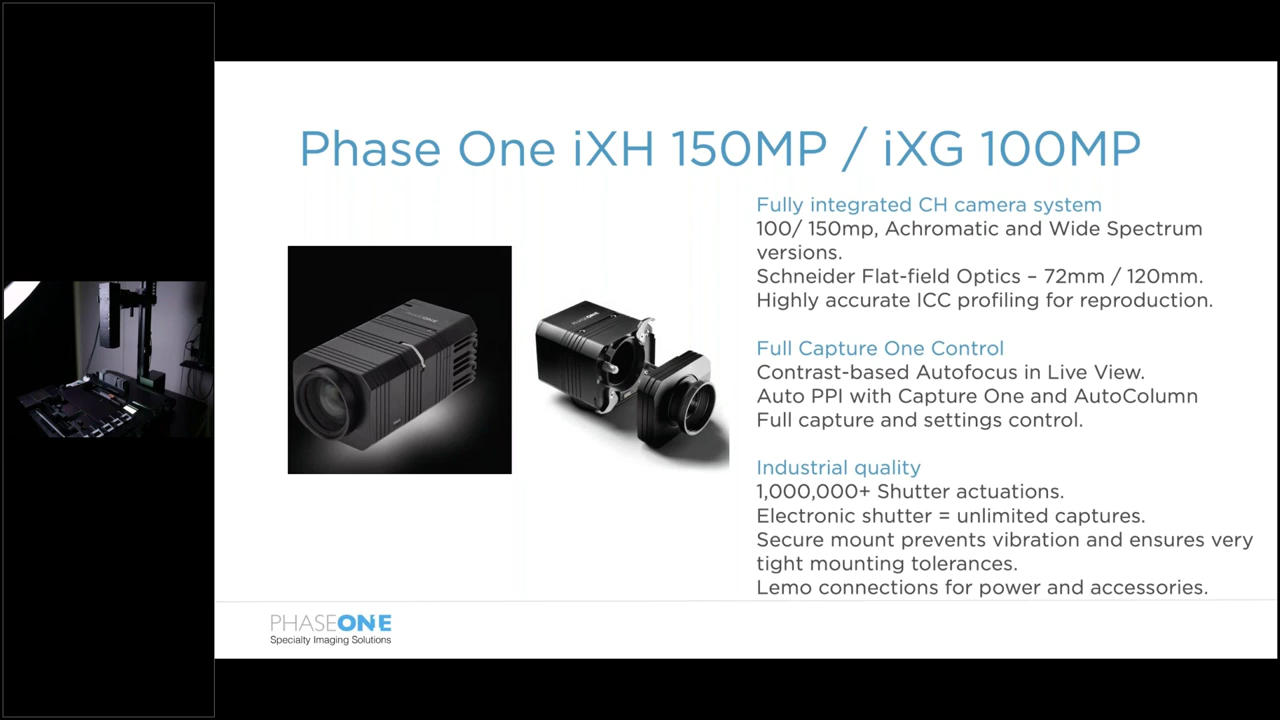 Phase One iXH 150MP / iXG 100MP
Fully integrated CH camera system
100/ 150mp, Achromatic and Wide Spectrum
versions.
Schneider Flat-field Optics – 72mm / 120mm.
Highly accurate ICC profiling for reproduction.
Full Capture One Control
Contrast-based Autofocus in Live View.
Auto PPI with Capture One and AutoColumn
Full capture and settings control.
Industrial quality
1,000,000+ Shutter actuations.
Electronic shutter = unlimited captures.
Secure mount prevents vibration and ensures very
tight mounting tolerances.
Lemo connections for power and accessories.
PHASEONE
Specialty Imaging Solutions